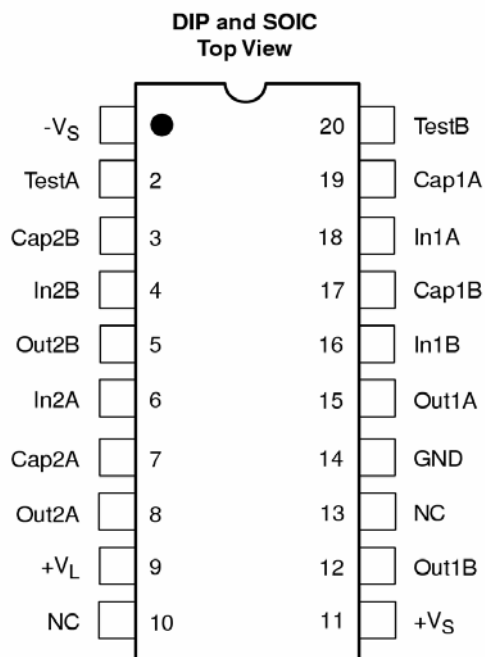 DIP and SOIC
Top View
-VS 20 TestB
TestA 2 19 Cap1A
Cap2B 3 18 In1A
In2B 4 17 Cap1B
Out2B 5 16 In1B
In2A 6 15 Out1A
Cap2A 7 14 GND
Out2A 8 13 NC
+VL 9 12 Out1B
NC 10 11 +VS